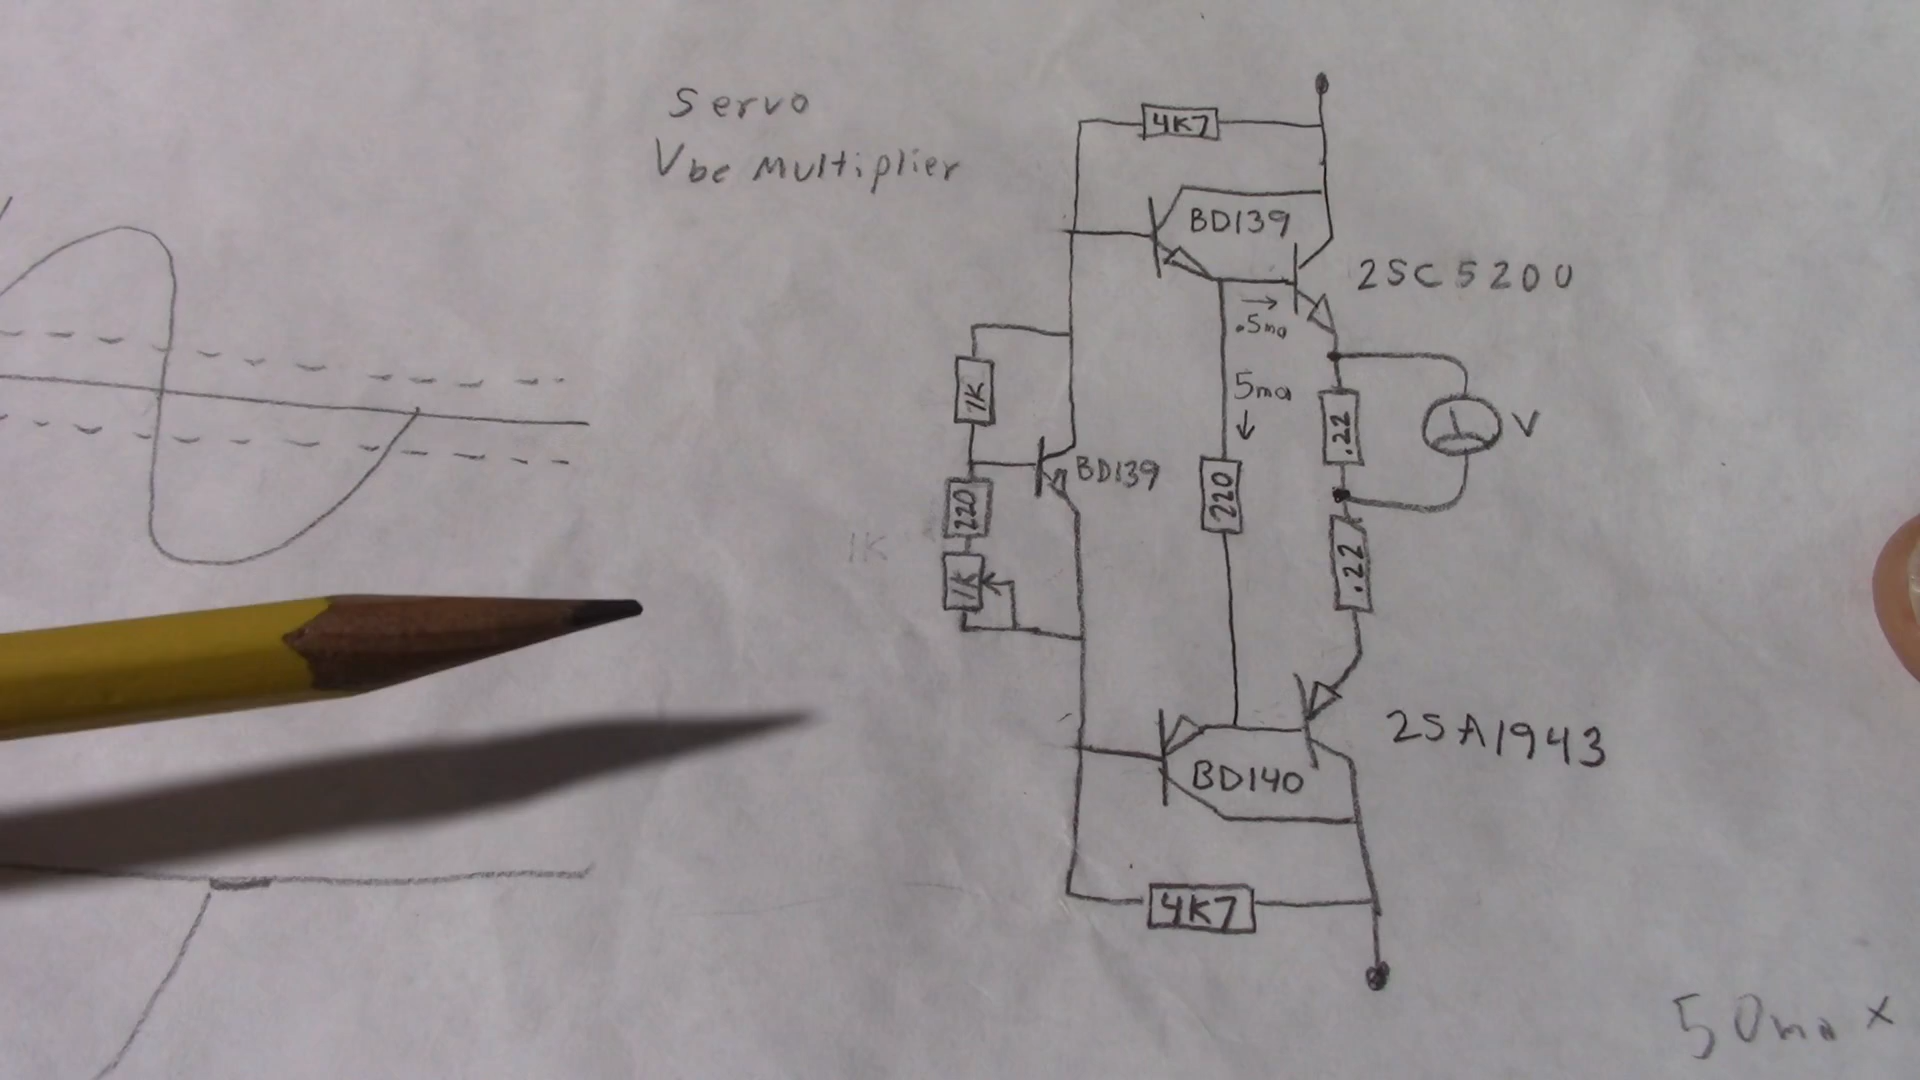 Servo
Vbe Multiplier
4K7
BD139
2SC5200
.5ma
5ma
1K
.22
V
BD139
220
220
1K
1K
.22
2SA1943
BD140
4K7
50ma x